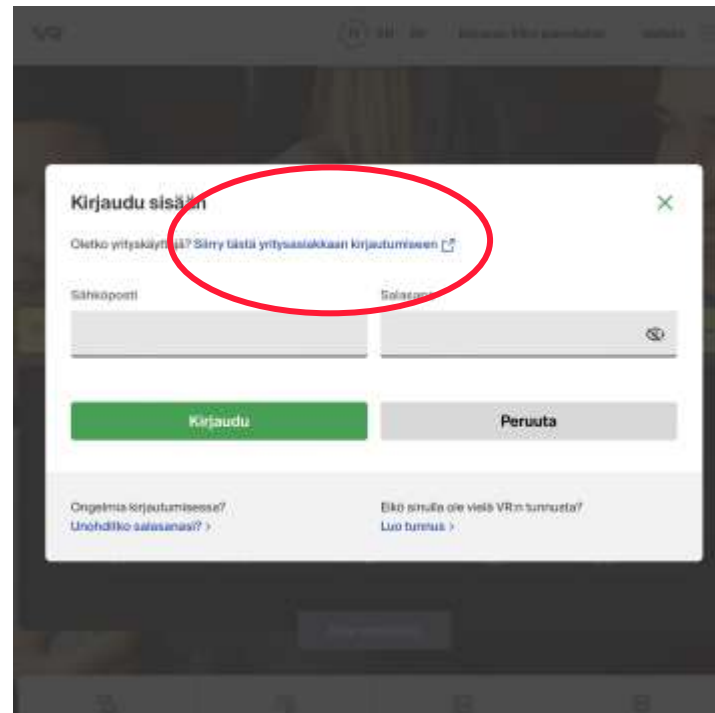 VR
Kirjaudu sisään
Oletko yrityskäyttäjä? Siirry tästä yritysasiakkaan kirjautumiseen
Sähköposti
Salasana
Kirjaudu
Peruuta
Ongelmia kirjautumisessa?
Unohditko salasanasi? >
Eikö sinulla ole vielä VR:n tunnusta?
Luo tunnus >